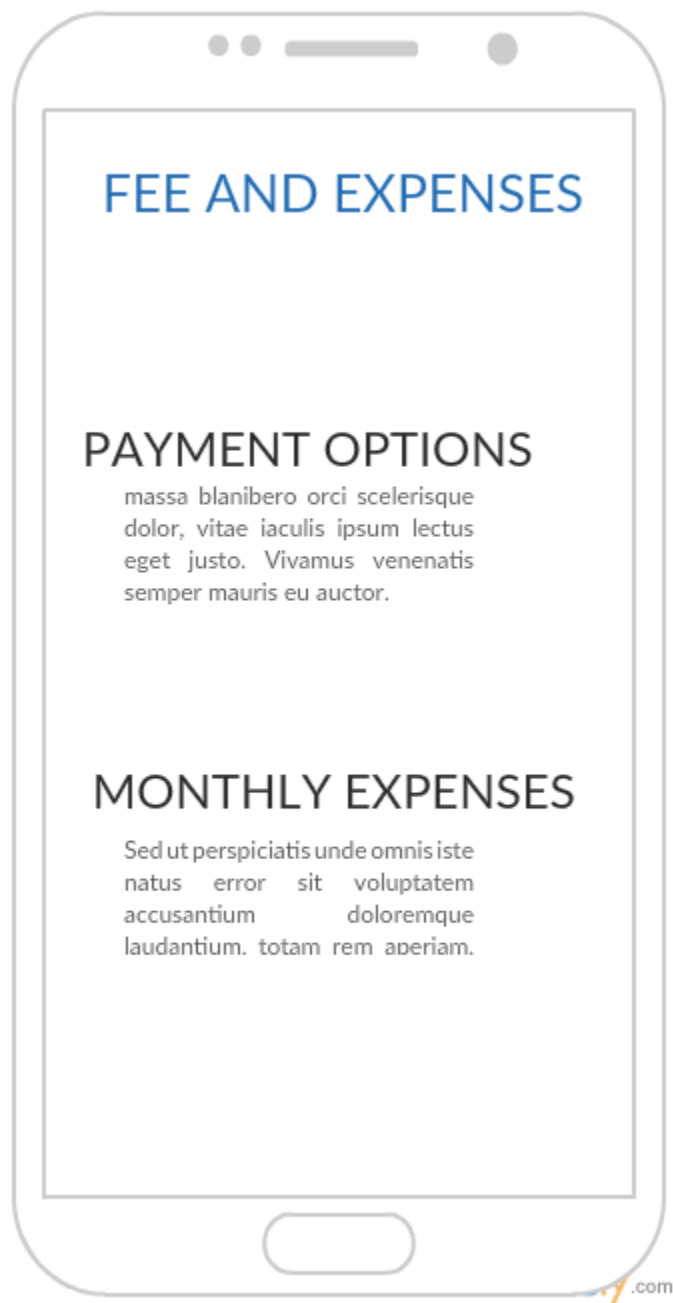 FEE AND EXPENSES
PAYMENT OPTIONS
massa blanibero orci scelerisque
dolor, vitae iaculis ipsum lectus
eget justo. Vivamus venenatis
semper mauris eu auctor.
MONTHLY EXPENSES
Sed ut perspiciatis unde omnis iste
natus error sit voluptatem
accusantium doloremque
laudantium. totam rem aperiam.
.com